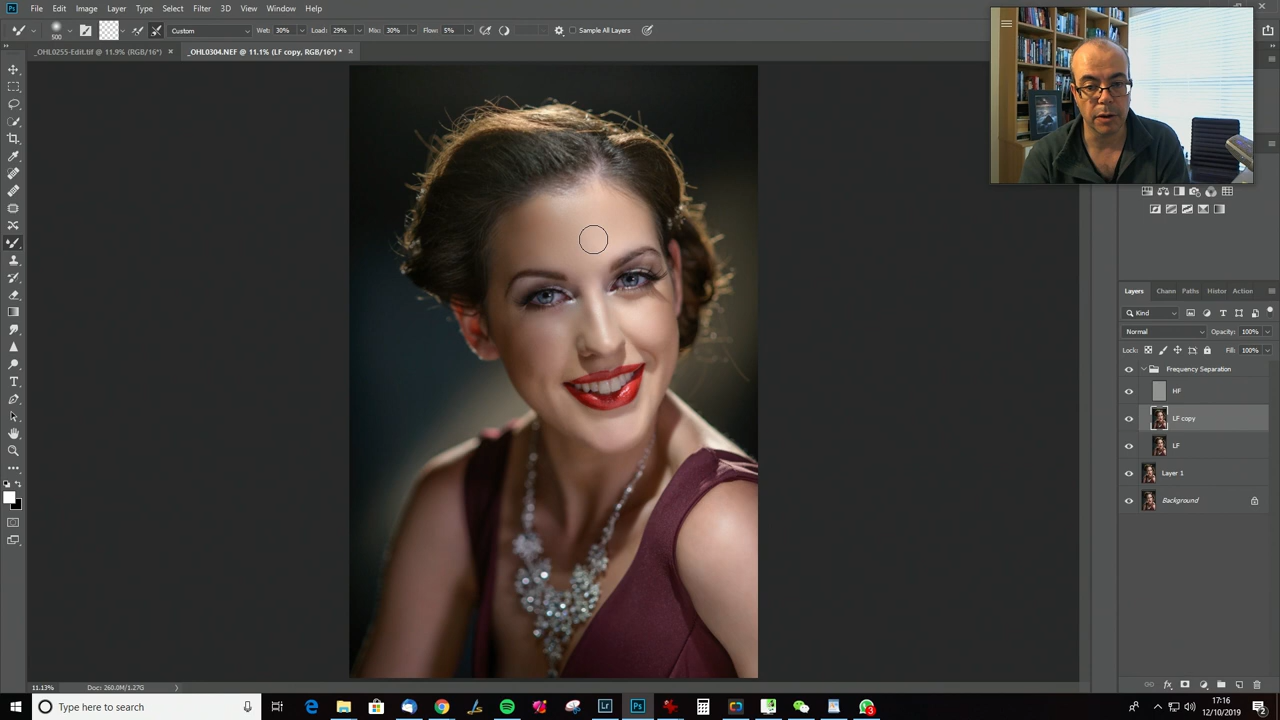 File Edit Image Layer Type Select Filter 3D View Window Help
500 Custom Wet: 30% Load: 29% Mix: 30% Flow: 5% Sample All Layers
_OHL0255-Edit.tif @ 11.9% (RGB/16*) × _OHL0304.NEF @ 11.1% (LF copy, RGB/16*) * ×
Layers Chann Paths Histor Action
Kind
Normal Opacity: 100%
Lock: Fill: 100%
Frequency Separation
HF
LF copy
LF
Layer 1
Background
11.13% Doc: 260.0M/1.27G
Type here to search
Lr Ps
3
17:16
12/10/2019
2